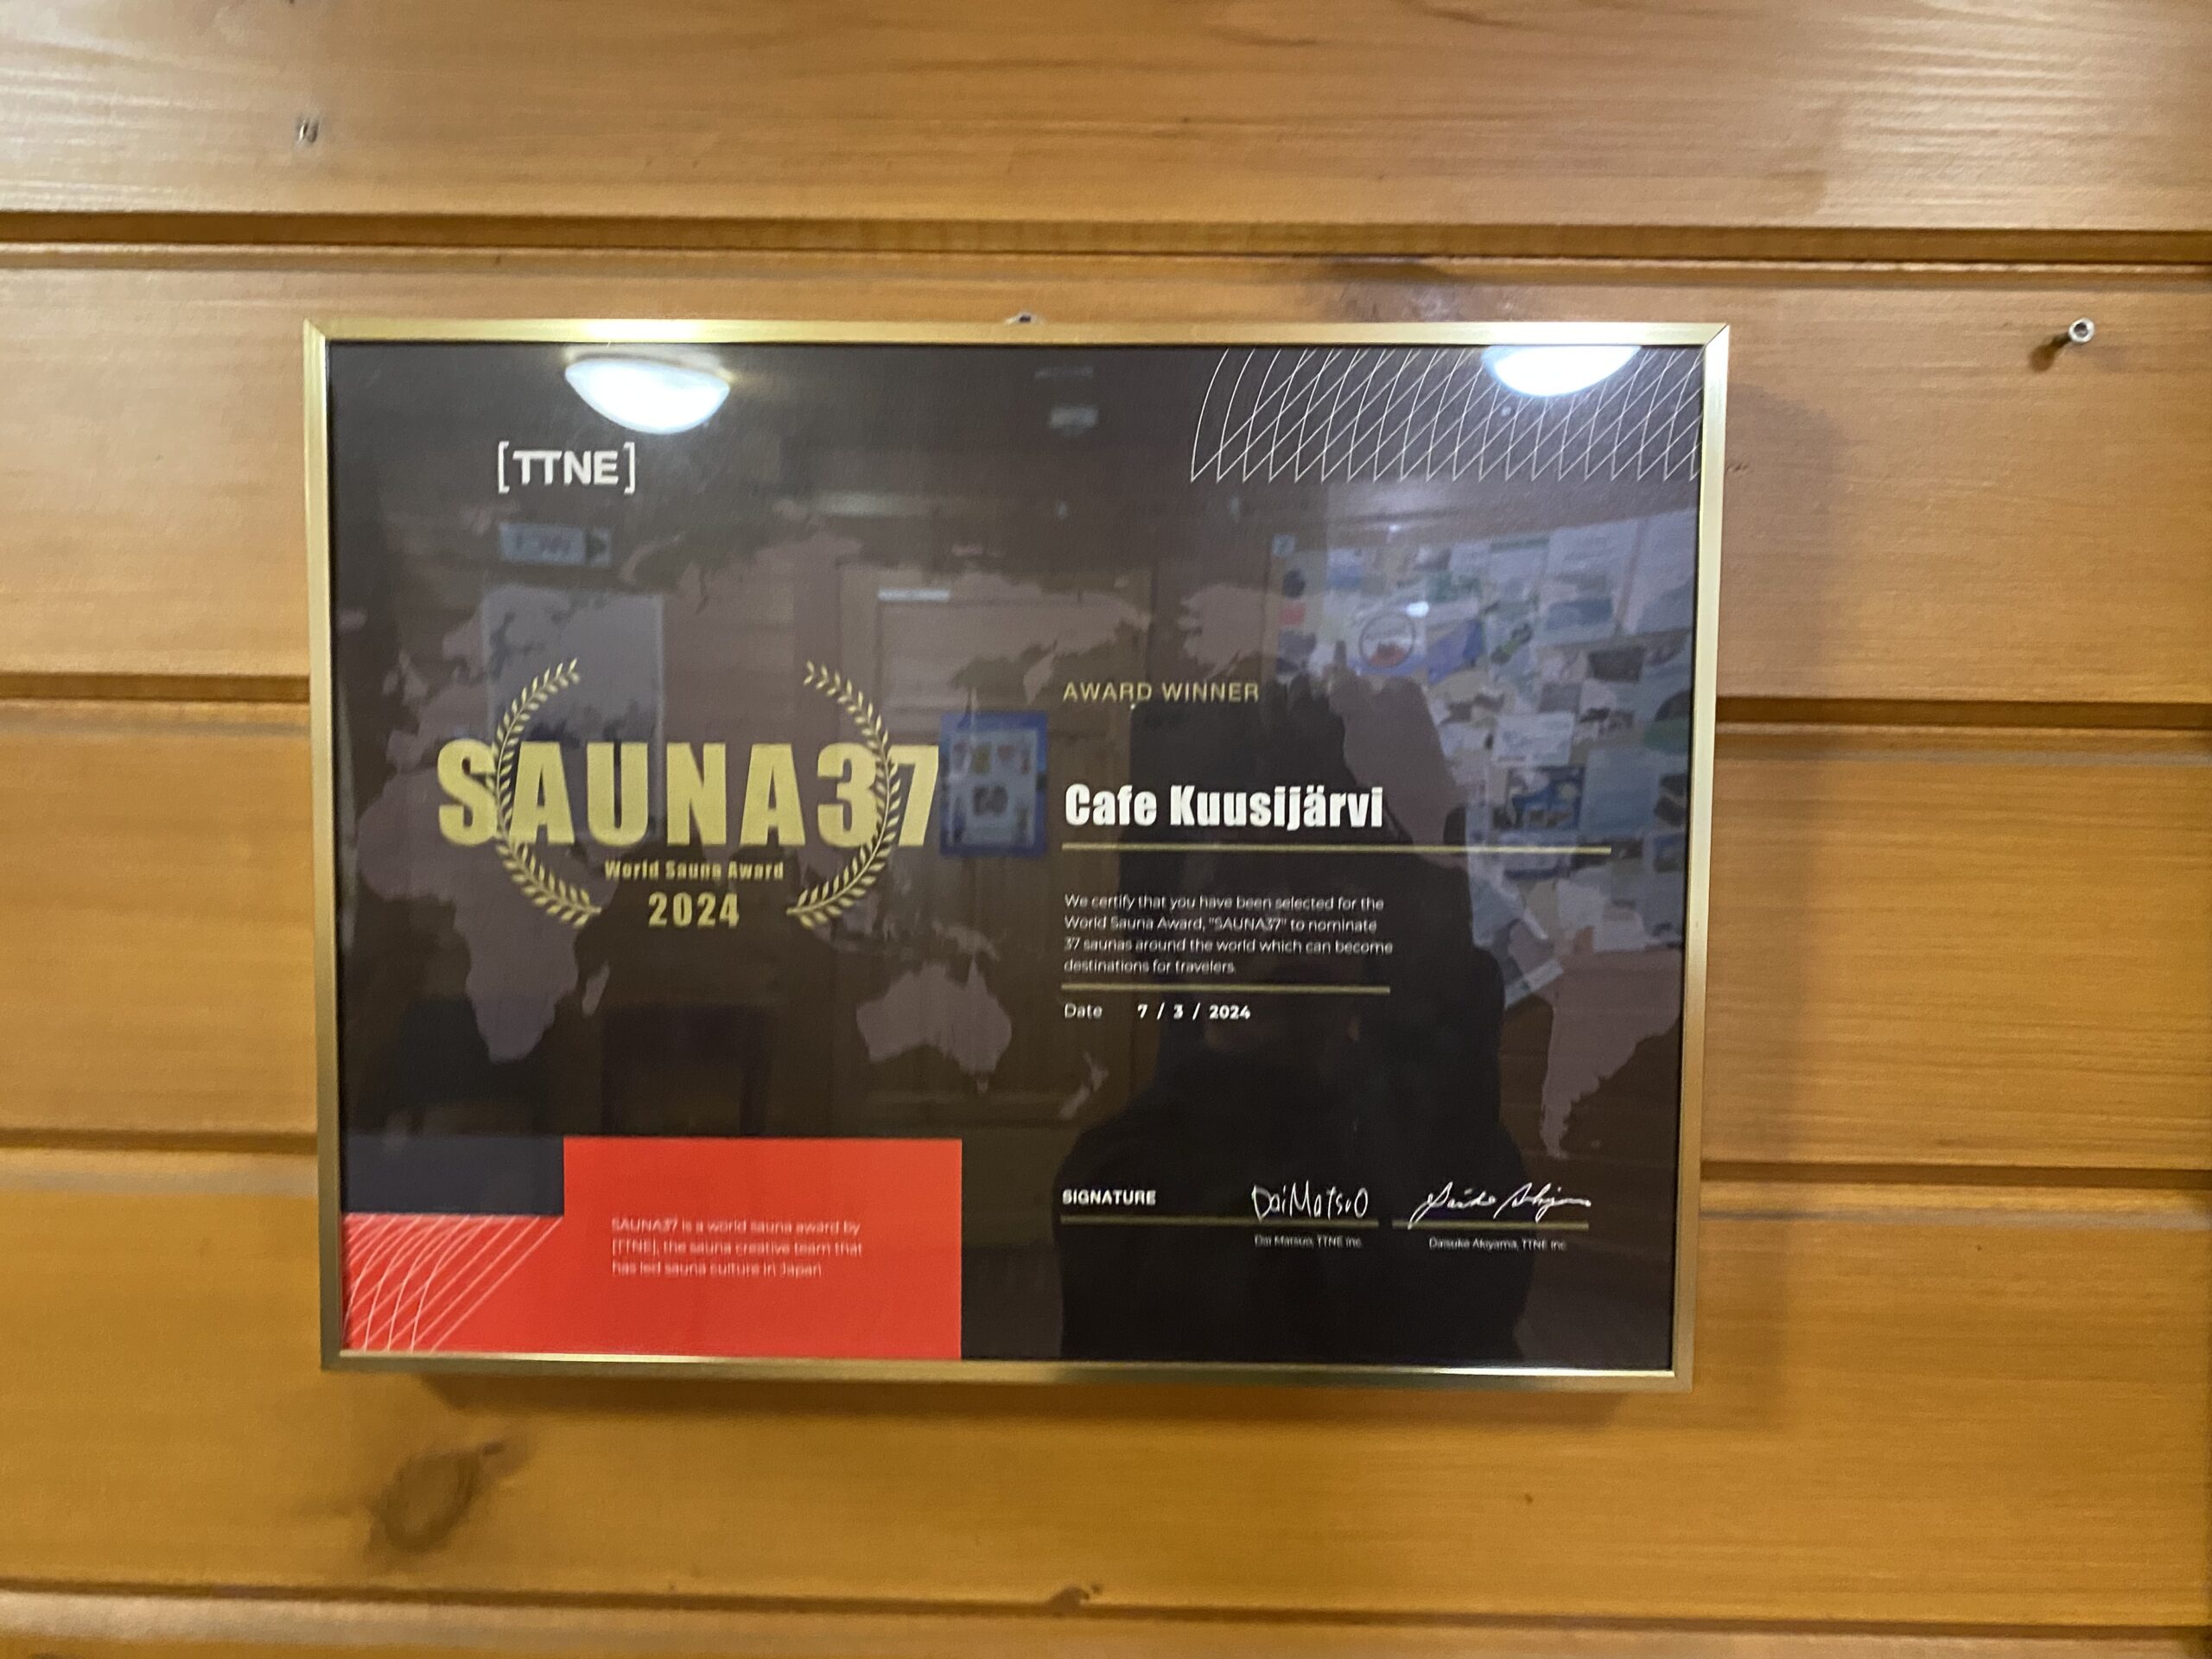 [TTNE]
SAUNA37
World Sauna Award
2024
AWARD WINNER
Cafe Kuusijärvi
We certify that you have been selected for the
World Sauna Award, "SAUNA37" to nominate
37 saunas around the world which can become
destinations for travelers.
Date 7 / 3 / 2024
SIGNATURE
Dai Matsuo
Dai Matsuo, TTNE Inc.
Daisuke Akiyama, TTNE Inc.
SAUNA37 is a world sauna award by
[TTNE], the sauna creative team that
has led sauna culture in Japan